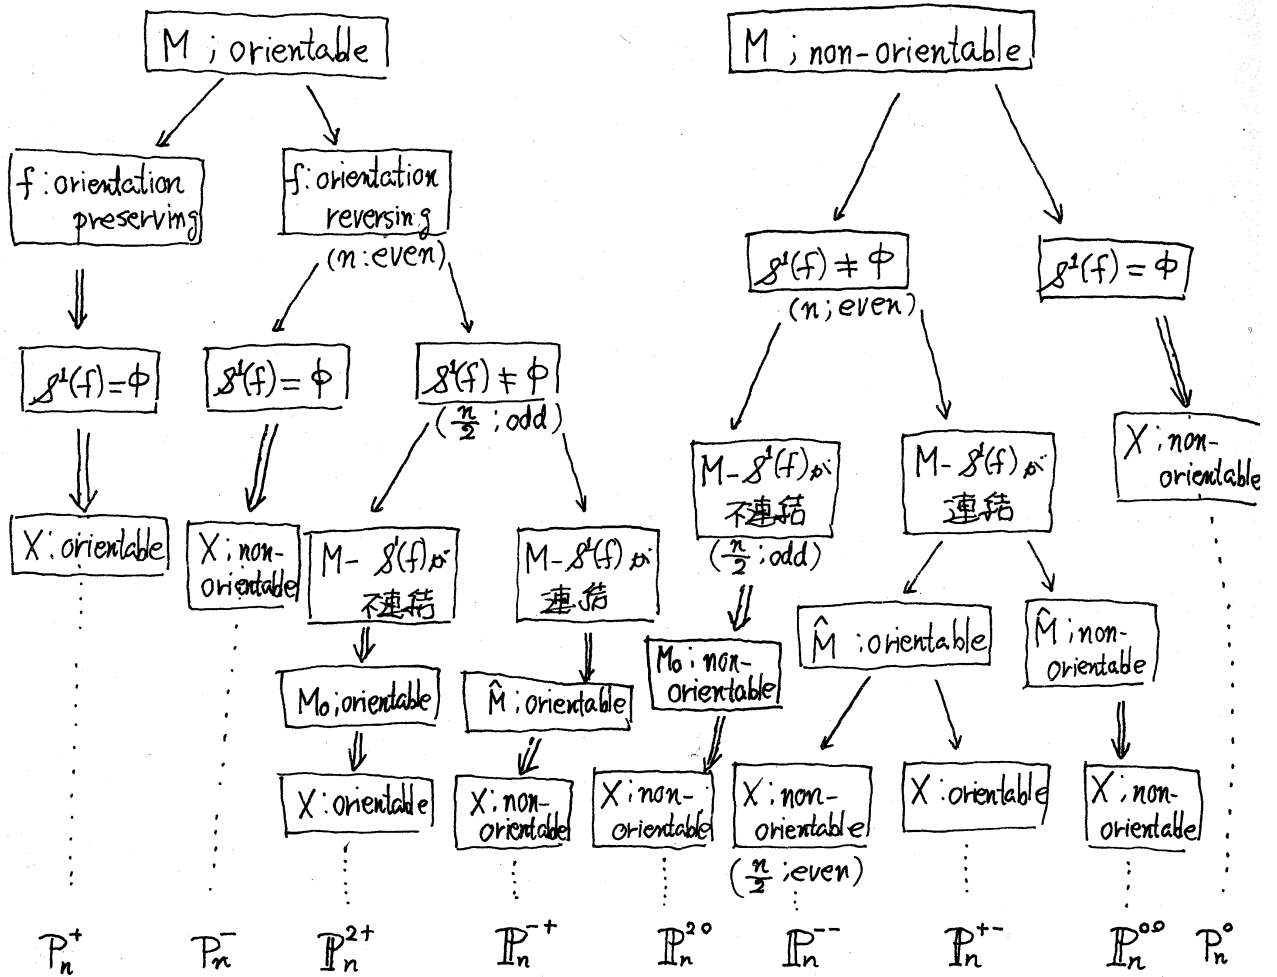 M ; orientable
M ; non-orientable
f : orientation
preserving
f : orientation
reversing
(n : even)
𝒮¹(f) ≠ ϕ
(n ; even)
𝒮¹(f) = ϕ
𝒮¹(f) = ϕ
𝒮¹(f) = ϕ
𝒮¹(f) ≠ ϕ
(n/2 ; odd)
M - 𝒮¹(f) が
不連結
(n/2 ; odd)
M - 𝒮¹(f) が
連結
X ; non-
orientable
X : orientable
X ; non-
orientable
M - 𝒮¹(f) が
不連結
M - 𝒮¹(f) が
連結
M̂ : orientable
M̂ ; non-
orientable
M₀ ; orientable
M̂ ; orientable
M₀ ; non-
orientable
X : orientable
X ; non-
orientable
X ; non-
orientable
X ; non-
orientable
(n/2 ; even)
X : orientable
X ; non-
orientable
Pₙ⁺
Pₙ⁻
ℙₙ²⁺
ℙₙ⁻⁺
ℙₙ²⁰
ℙₙ⁻⁻
ℙₙ⁺⁻
ℙₙ⁰⁰
Pₙ⁰